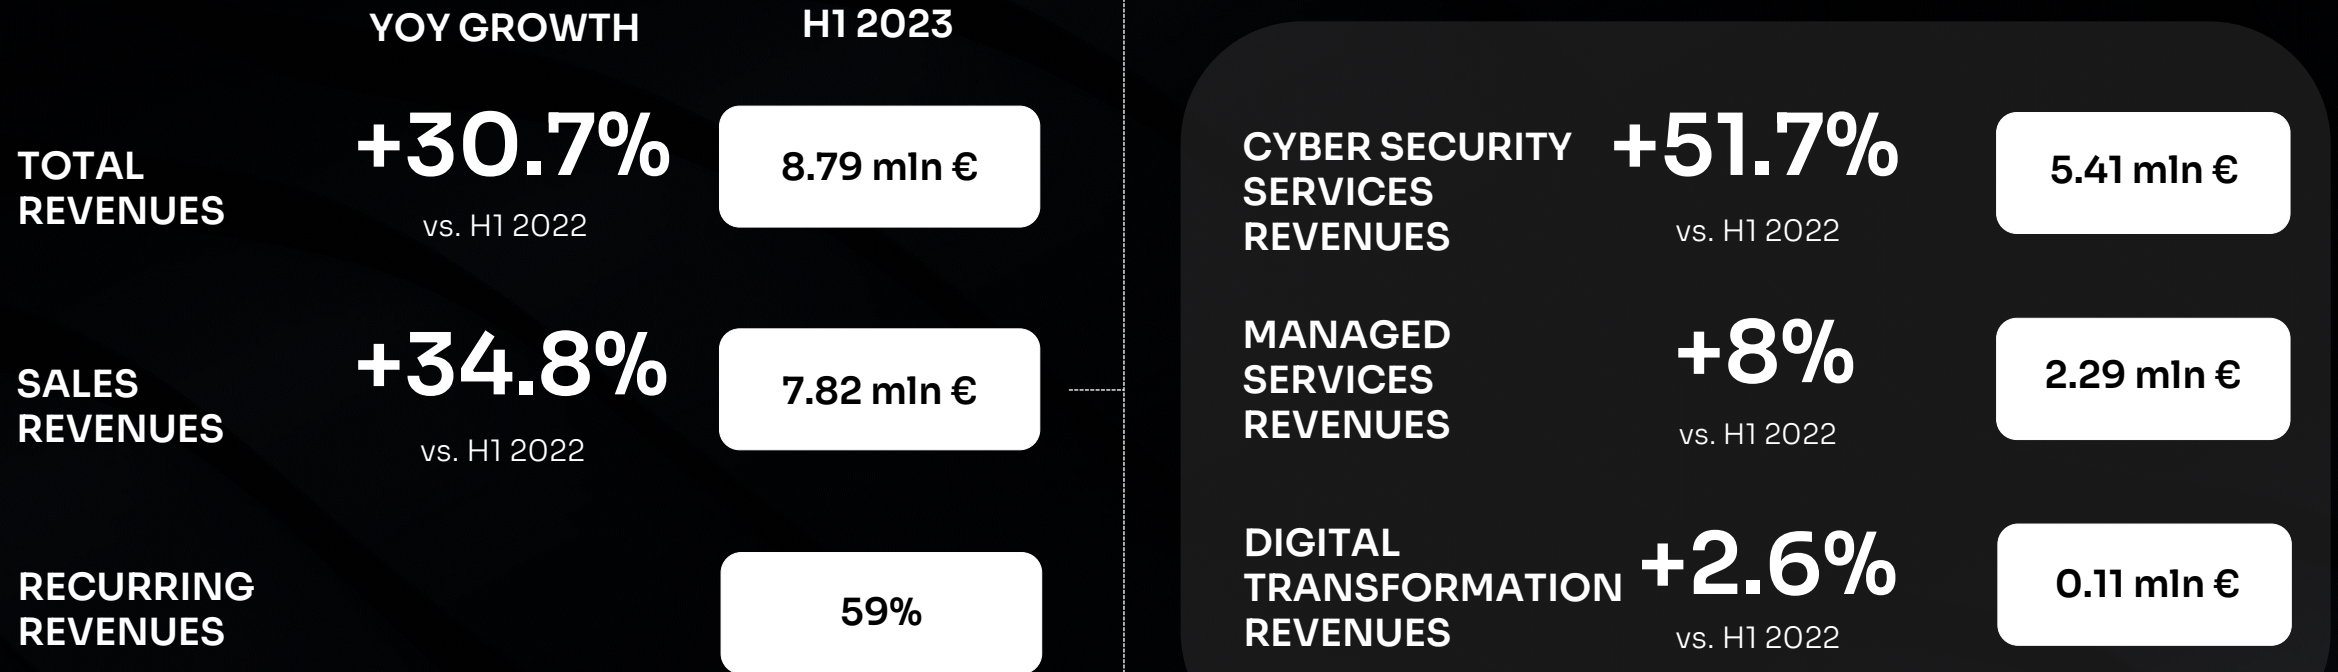 YOY GROWTH
H1 2023
TOTAL
REVENUES
+30.7%
vs. H1 2022
8.79 mln €
SALES
REVENUES
+34.8%
vs. H1 2022
7.82 mln €
RECURRING
REVENUES
59%
CYBER SECURITY
SERVICES
REVENUES
+51.7%
vs. H1 2022
5.41 mln €
MANAGED
SERVICES
REVENUES
+8%
vs. H1 2022
2.29 mln €
DIGITAL
TRANSFORMATION
REVENUES
+2.6%
vs. H1 2022
0.11 mln €